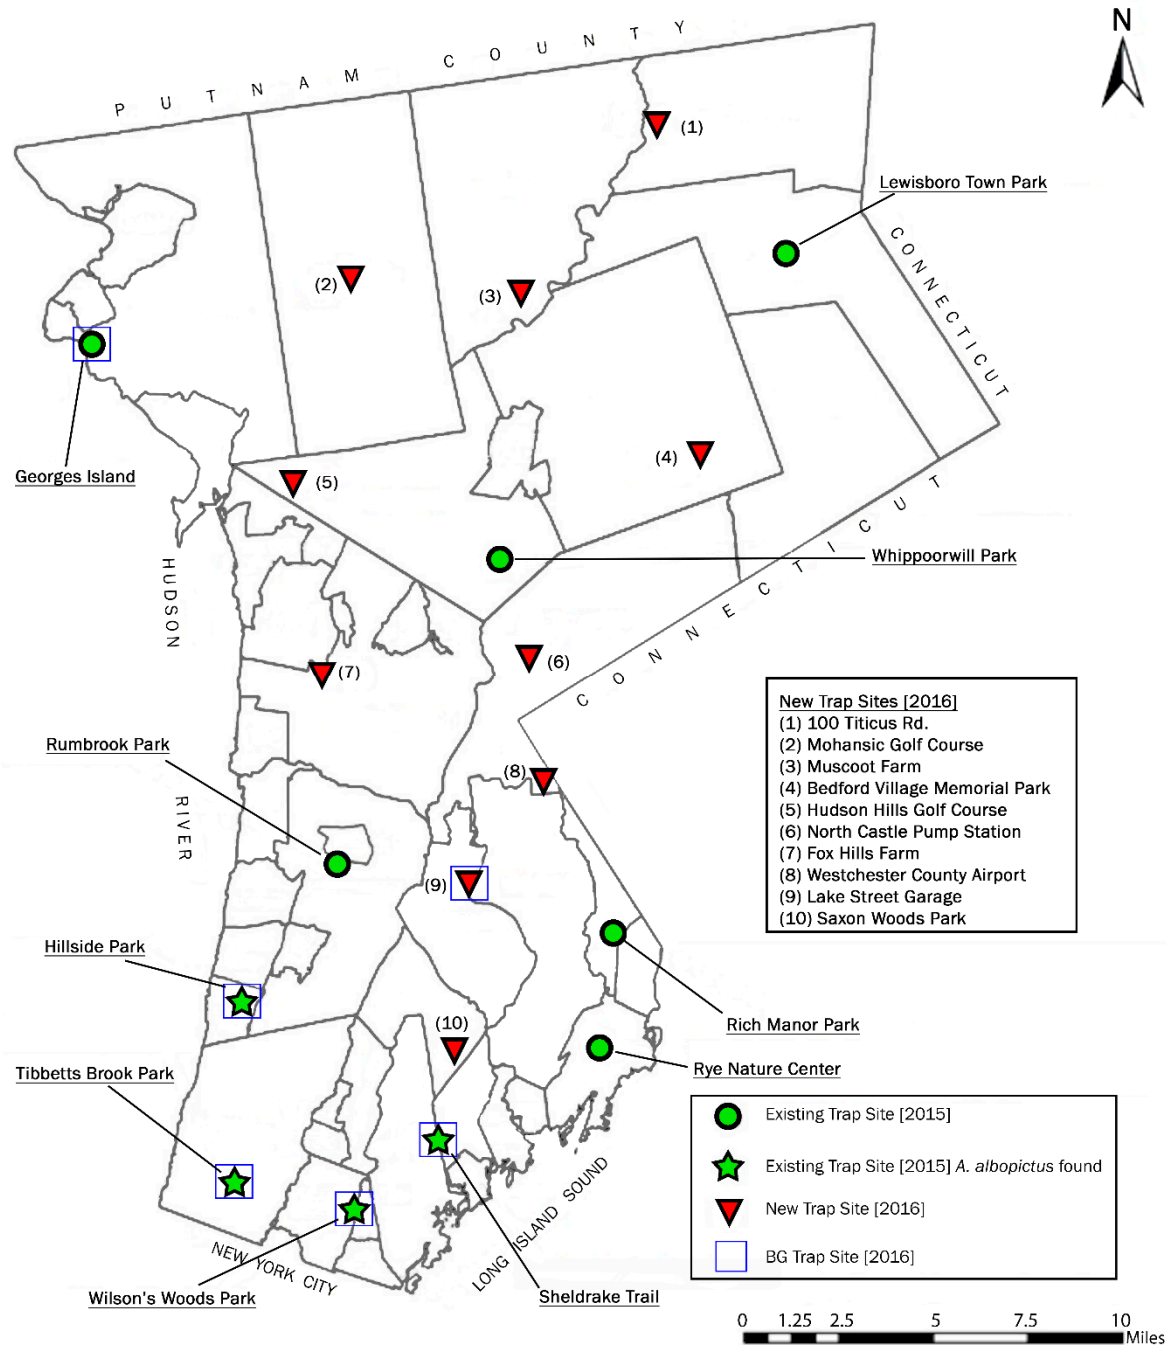 N
PUTNAM COUNTY
(1)
Lewisboro Town Park
CONNECTICUT
(2)
(3)
(4)
Georges Island
(5)
Whippoorwill Park
HUDSON
RIVER
CONNECTICUT
(6)
(7)
New Trap Sites [2016]
(1) 100 Titicus Rd.
(2) Mohansic Golf Course
(3) Muscoot Farm
(4) Bedford Village Memorial Park
(5) Hudson Hills Golf Course
(6) North Castle Pump Station
(7) Fox Hills Farm
(8) Westchester County Airport
(9) Lake Street Garage
(10) Saxon Woods Park
Rumbrook Park
(8)
(9)
Hillside Park
(10)
Rich Manor Park
Rye Nature Center
Tibbetts Brook Park
Existing Trap Site [2015]
Existing Trap Site [2015] A. albopictus found
New Trap Site [2016]
BG Trap Site [2016]
LONG ISLAND SOUND
NEW YORK CITY
Wilson's Woods Park
Sheldrake Trail
0 1.25 2.5 5 7.5 10
Miles